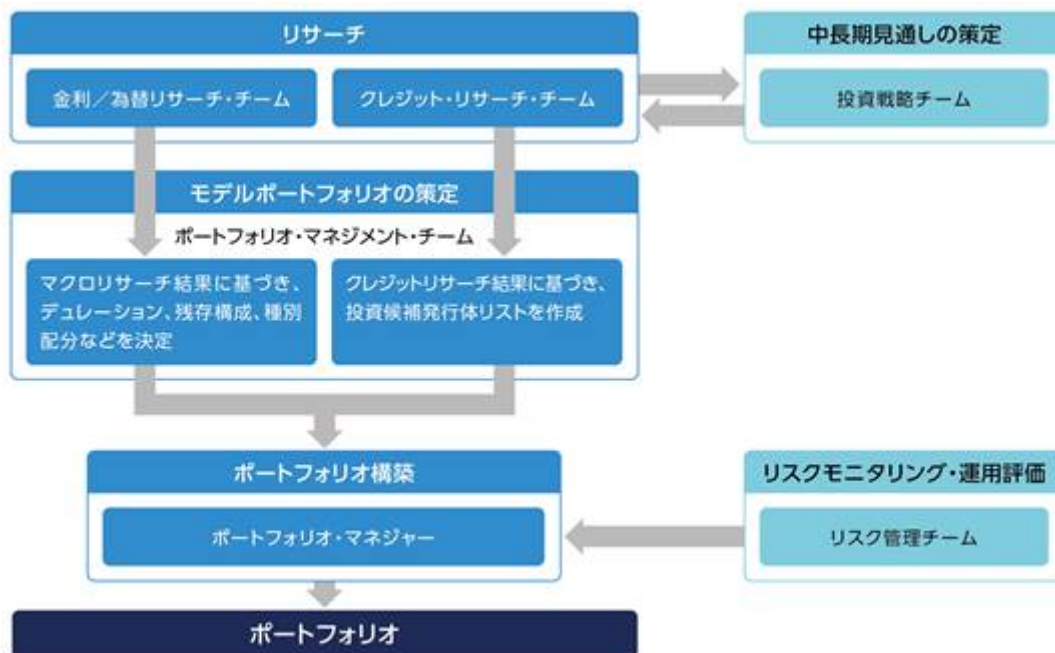 リサーチ
金利／為替リサーチ・チーム
クレジット・リサーチ・チーム
中長期見通しの策定
投資戦略チーム
モデルポートフォリオの策定
ポートフォリオ・マネジメント・チーム
マクロリサーチ結果に基づき、
デュレーション、残存構成、種別
配分などを決定
クレジットリサーチ結果に基づき、
投資候補発行体リストを作成
ポートフォリオ構築
ポートフォリオ・マネジャー
リスクモニタリング・運用評価
リスク管理チーム
ポートフォリオ